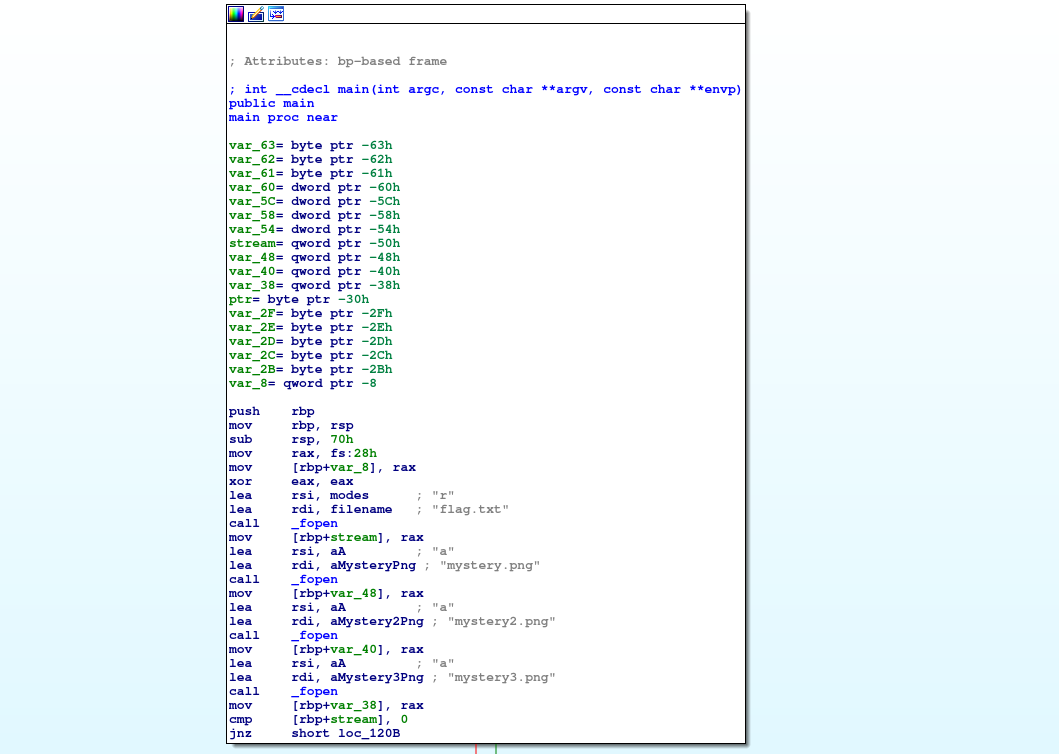 ; Attributes: bp-based frame
; int __cdecl main(int argc, const char **argv, const char **envp)
public main
main proc near
var_63= byte ptr -63h
var_62= byte ptr -62h
var_61= byte ptr -61h
var_60= dword ptr -60h
var_5C= dword ptr -5Ch
var_58= dword ptr -58h
var_54= dword ptr -54h
stream= qword ptr -50h
var_48= qword ptr -48h
var_40= qword ptr -40h
var_38= qword ptr -38h
ptr= byte ptr -30h
var_2F= byte ptr -2Fh
var_2E= byte ptr -2Eh
var_2D= byte ptr -2Dh
var_2C= byte ptr -2Ch
var_2B= byte ptr -2Bh
var_8= qword ptr -8
push rbp
mov rbp, rsp
sub rsp, 70h
mov rax, fs:28h
mov [rbp+var_8], rax
xor eax, eax
lea rsi, modes ; "r"
lea rdi, filename ; "flag.txt"
call _fopen
mov [rbp+stream], rax
lea rsi, aA ; "a"
lea rdi, aMysteryPng ; "mystery.png"
call _fopen
mov [rbp+var_48], rax
lea rsi, aA ; "a"
lea rdi, aMystery2Png ; "mystery2.png"
call _fopen
mov [rbp+var_40], rax
lea rsi, aA ; "a"
lea rdi, aMystery3Png ; "mystery3.png"
call _fopen
mov [rbp+var_38], rax
cmp [rbp+stream], 0
jnz short loc_120B